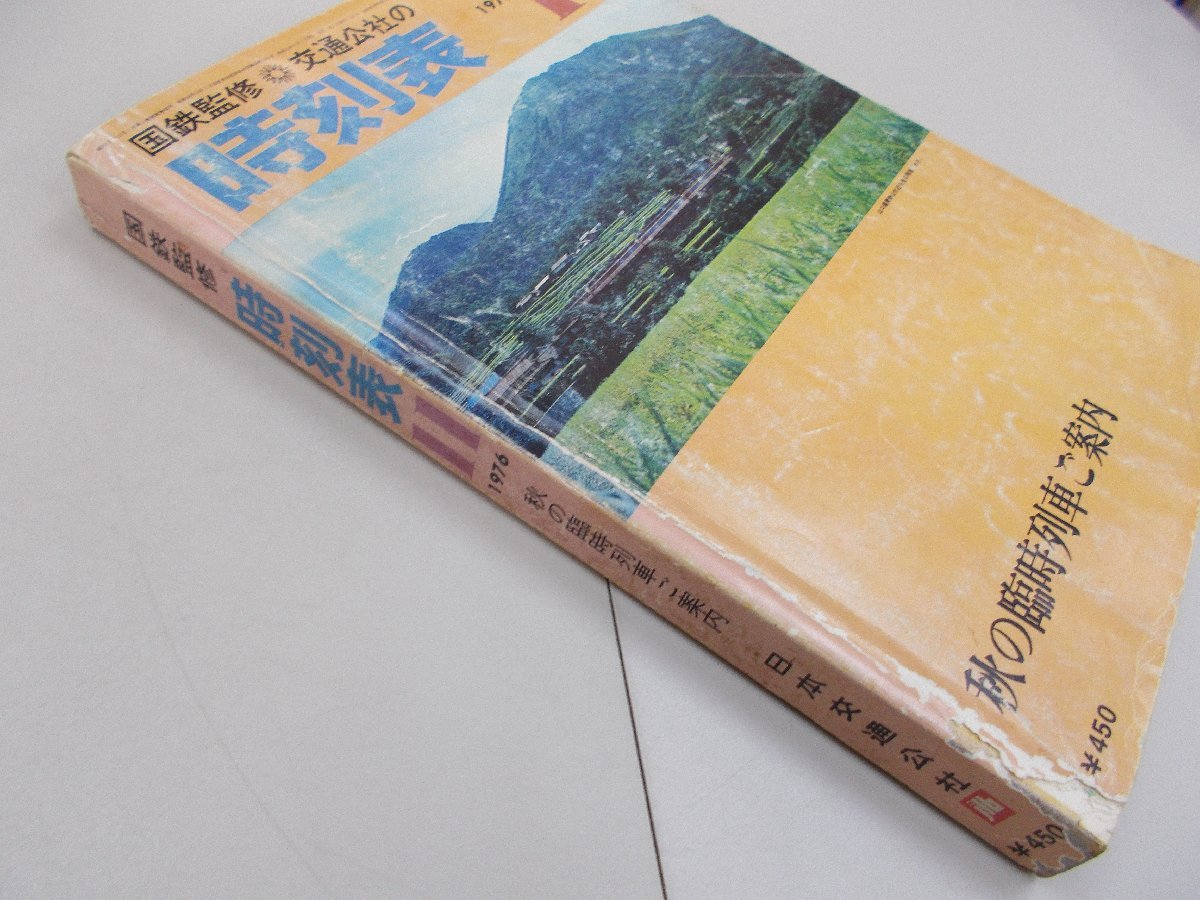 国鉄監修 交通公社の
時刻表
197
秋の臨時列車ご案内
¥450
国鉄監修 時刻表 11 1976 秋の臨時列車ご案内 日本交通公社 ¥450